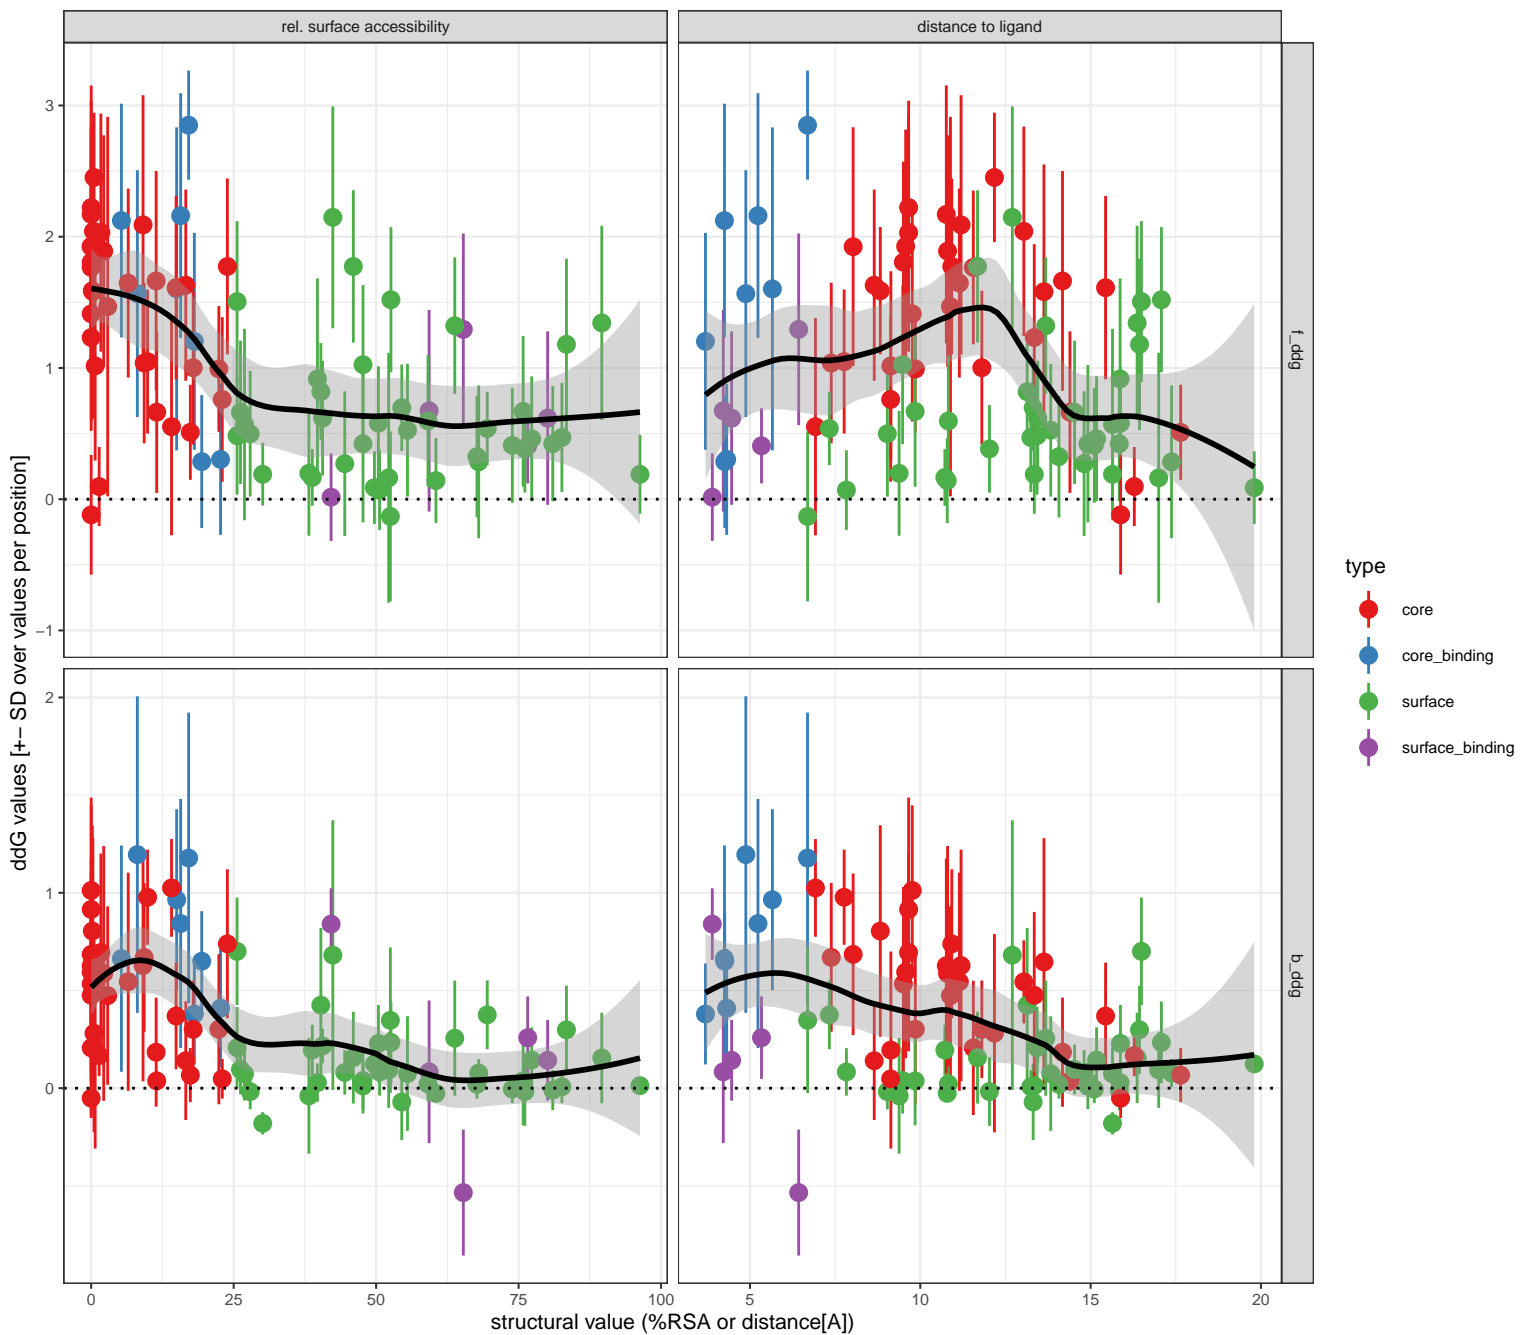 rel. surface accessibility
distance to ligand
3
2
1
0
−1
f_ddg
2
1
0
b_ddg
ddG values [+− SD over values per position]
0
25
50
75
100
5
10
15
20
structural value (%RSA or distance[A])
type
core
core_binding
surface
surface_binding